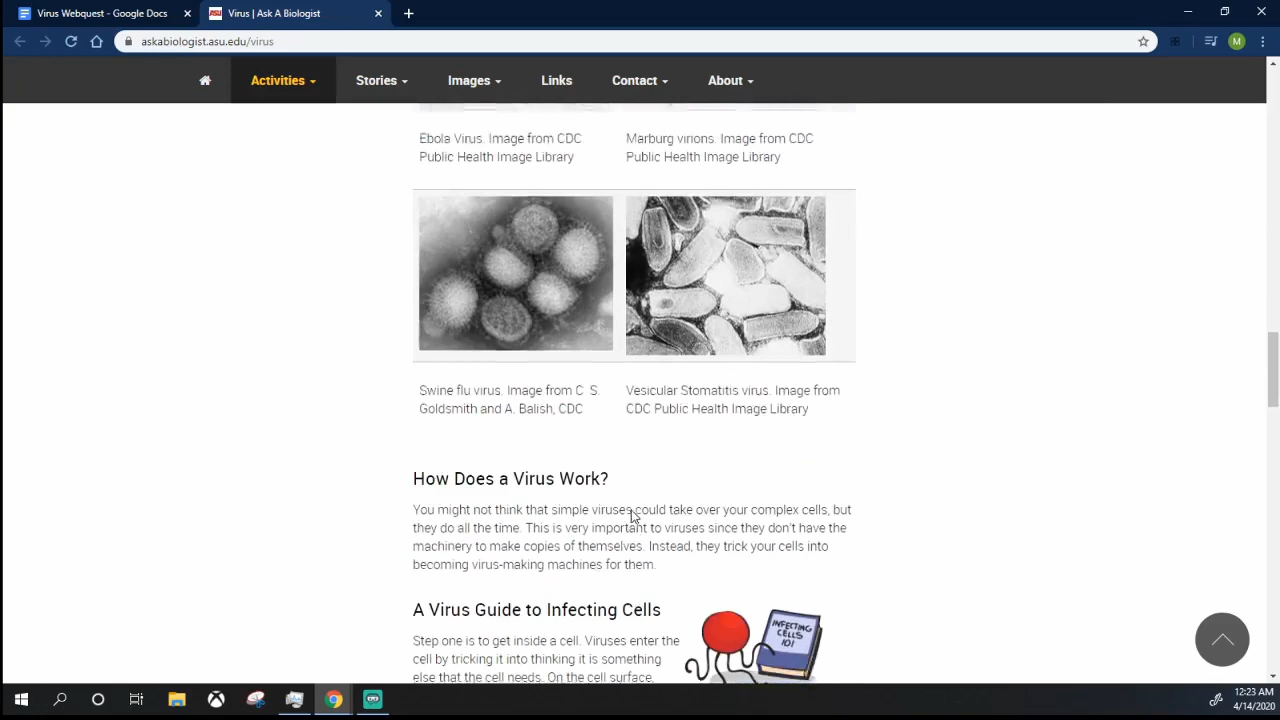 Virus Webquest - Google Docs
Virus | Ask A Biologist
askabiologist.asu.edu/virus
M
Activities
Stories
Images
Links
Contact
About
Ebola Virus. Image from CDC
Public Health Image Library
Marburg virions. Image from CDC
Public Health Image Library
Swine flu virus. Image from C. S.
Goldsmith and A. Balish, CDC
Vesicular Stomatitis virus. Image from
CDC Public Health Image Library
How Does a Virus Work?
You might not think that simple viruses could take over your complex cells, but
they do all the time. This is very important to viruses since they don't have the
machinery to make copies of themselves. Instead, they trick your cells into
becoming virus-making machines for them.
A Virus Guide to Infecting Cells
INFECTING
CELLS
101
Step one is to get inside a cell. Viruses enter the
cell by tricking it into thinking it is something
else that the cell needs. On the cell surface,
12:23 AM
4/14/2020